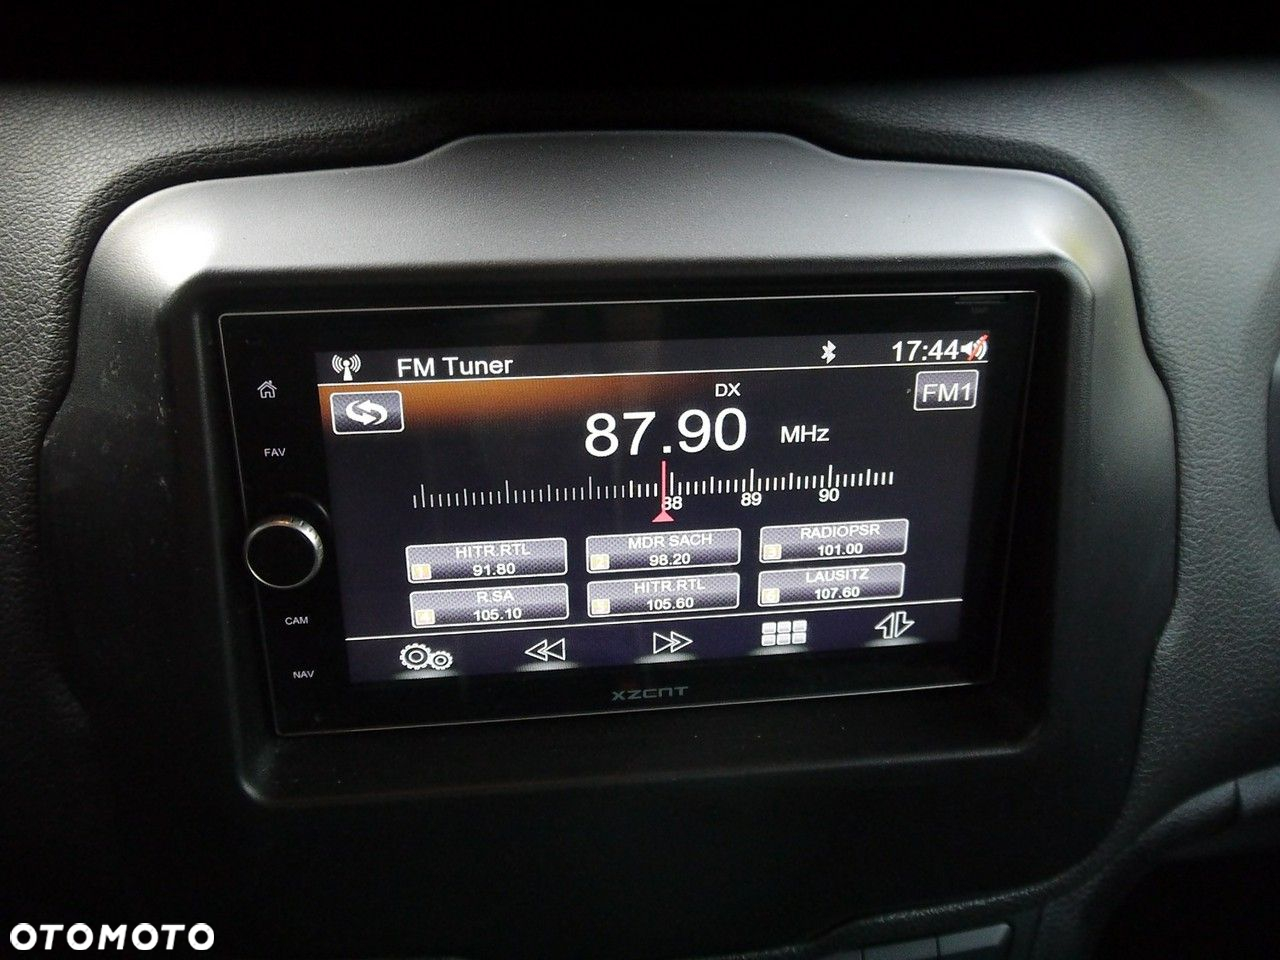 FM Tuner
17:44
FAV
DX
FM1
87.90 MHz
88 89 90
HITR.RTL
91.80
MDR SACH
98.20
RADIOPSR
101.00
R.SA
105.10
HITR.RTL
105.60
LAUSITZ
107.60
CAM
NAV
XZENT
OTOMOTO